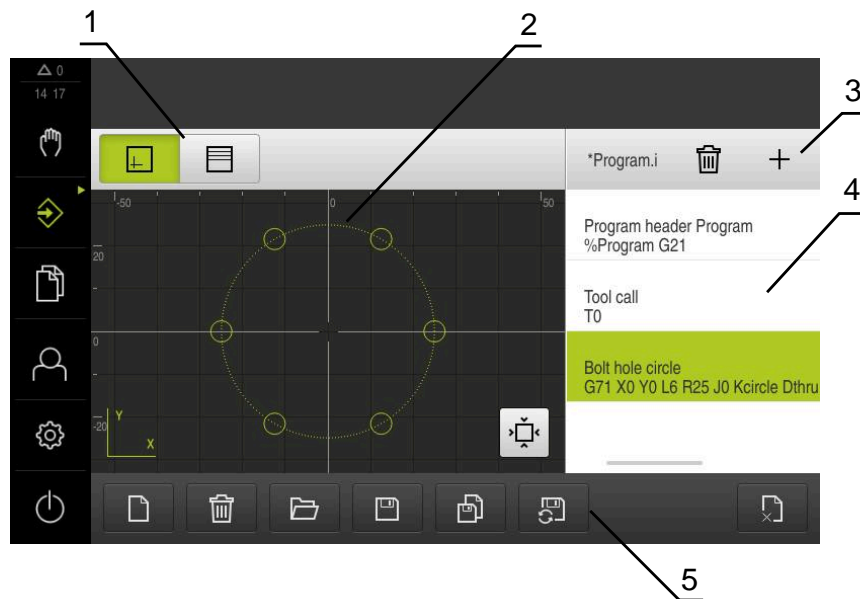 1
2
3
4
5
0
14 17
*Program.i
-50
0
50
20
0
-20
Y
X
Program header Program
%Program G21
Tool call
T0
Bolt hole circle
G71 X0 Y0 L6 R25 J0 Kcircle Dthru